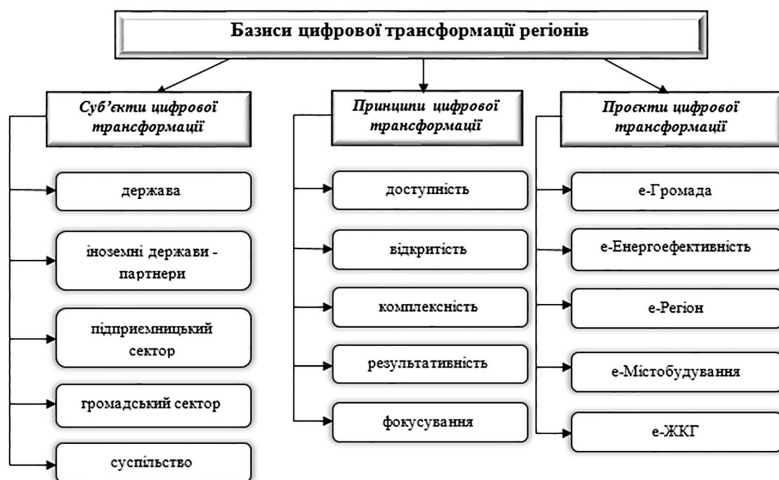 Базиси цифрової трансформації регіонів
Суб’єкти цифрової
трансформації
держава
іноземні держави -
партнери
підприємницький
сектор
громадський сектор
суспільство
Принципи цифрової
трансформації
доступність
відкритість
комплексність
результативність
фокусування
Проєкти цифрової
трансформації
е-Громада
е-Енергоефективність
е-Регіон
е-Містобудування
е-ЖКГ